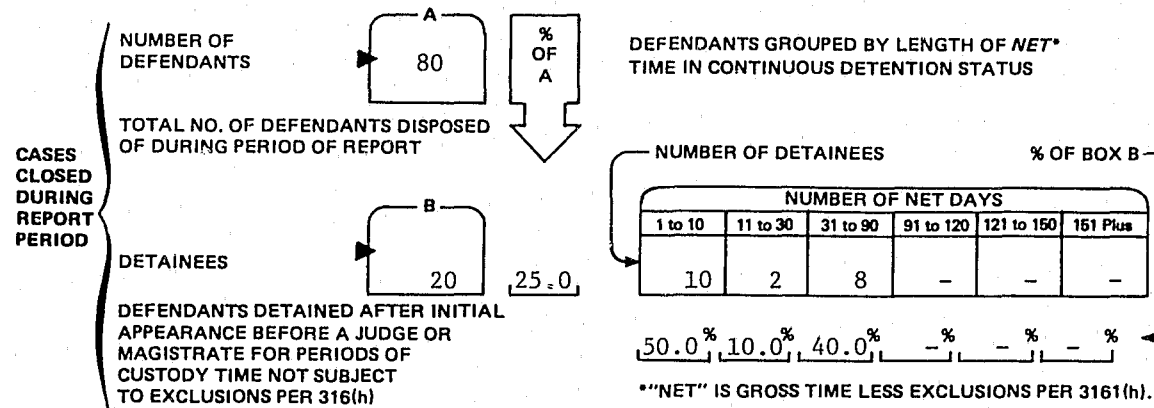 CASES
CLOSED
DURING
REPORT
PERIOD
NUMBER OF
DEFENDANTS
A
80
%
OF
A
TOTAL NO. OF DEFENDANTS DISPOSED
OF DURING PERIOD OF REPORT
DETAINEES
B
20
25.0
DEFENDANTS DETAINED AFTER INITIAL
APPEARANCE BEFORE A JUDGE OR
MAGISTRATE FOR PERIODS OF
CUSTODY TIME NOT SUBJECT
TO EXCLUSIONS PER 316(h)
DEFENDANTS GROUPED BY LENGTH OF NET*
TIME IN CONTINUOUS DETENTION STATUS
NUMBER OF DETAINEES % OF BOX B
NUMBER OF NET DAYS
1 to 10 11 to 30 31 to 90 91 to 120 121 to 150 151 Plus
10 2 8 – – –
50.0% 10.0% 40.0% –% –% –%
*"NET" IS GROSS TIME LESS EXCLUSIONS PER 3161(h).